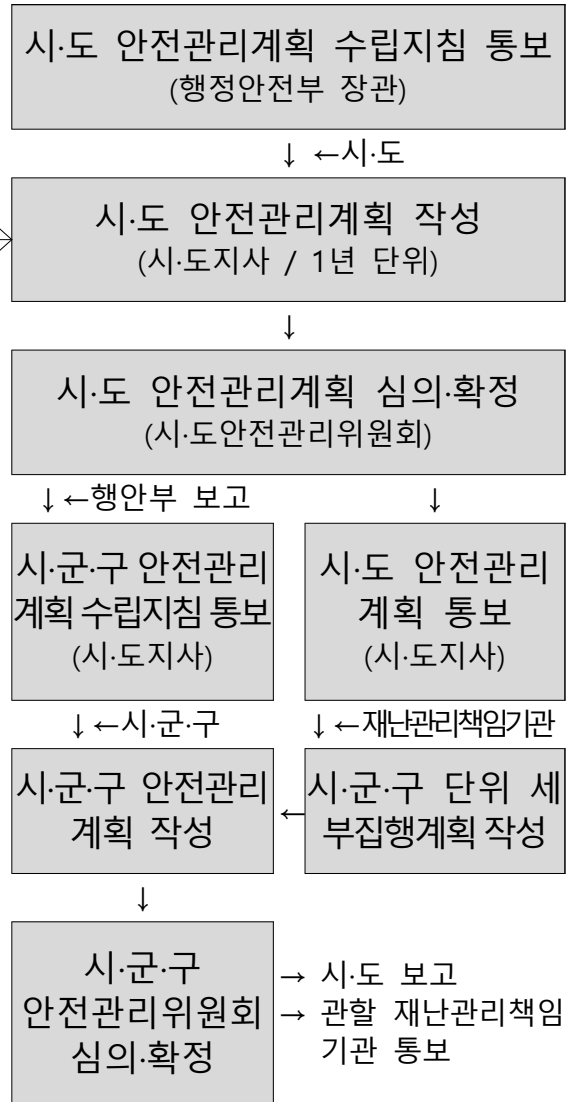 시·도 안전관리계획 수립지침 통보
(행정안전부 장관)
↓ ←시·도
시·도 안전관리계획 작성
(시·도지사 / 1년 단위)
↓
시·도 안전관리계획 심의·확정
(시·도안전관리위원회)
↓←행안부 보고
↓
시·군·구 안전관리
계획 수립지침 통보
(시·도지사)
시·도 안전관리
계획 통보
(시·도지사)
↓←시·군·구
↓←재난관리책임기관
시·군·구 안전관리
계획 작성
←
시·군·구 단위 세
부집행계획 작성
↓
시·군·구
안전관리위원회
심의·확정
→ 시·도 보고
→ 관할 재난관리책임
기관 통보